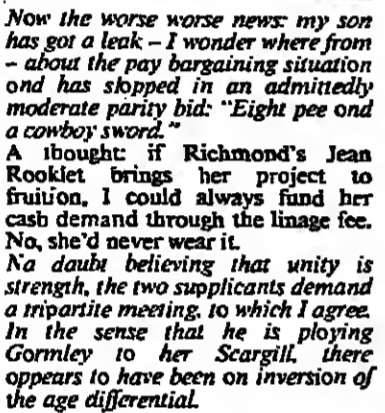 Now the worse worse news: my son
has got a leak – I wonder where from
– about the pay bargaining situation
ond has slopped in an admittedly
moderate parity bid: "Eight pee ond
a cowboy sword."
A thought: if Richmond's Jean
Rooklet brings her project to
fruition, I could always fund her
cash demand through the linage fee.
No, she'd never wear it.
Na daubt believing that unity is
strength, the two supplicants demand
a tripartite meeting, to which I agree.
In the sense that he is ploying
Gormley to her Scargill, there
appears to have been on inversion of
the age differential.